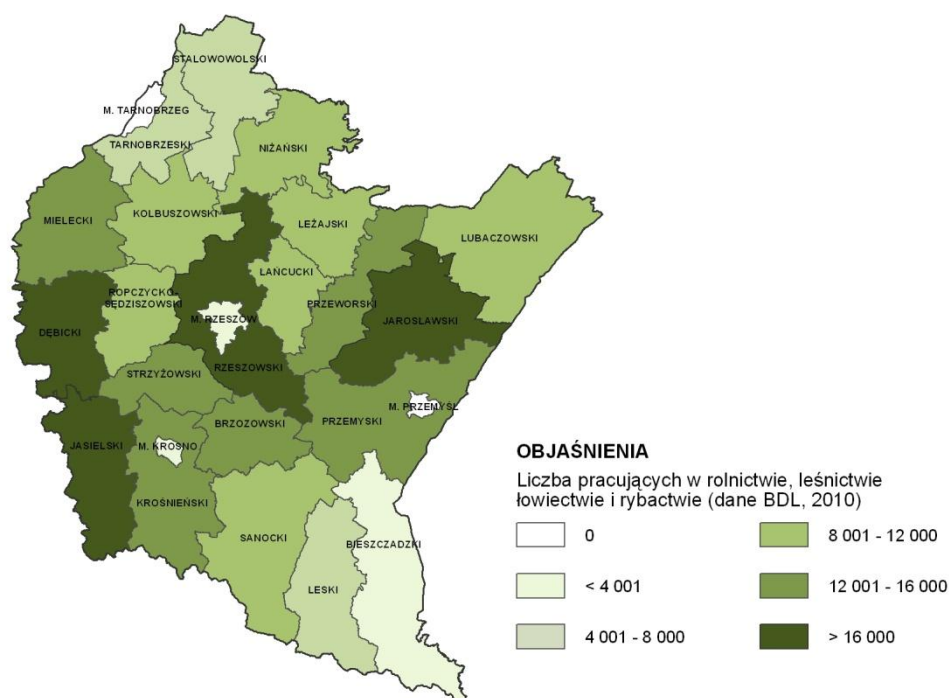 STALOWOWOLSKI
M. TARNOBRZEG
TARNOBRZESKI
NIŻAŃSKI
MIELECKI
KOLBUSZOWSKI
LEŻAJSKI
LUBACZOWSKI
ŁAŃCUCKI
ROPCZYCKO-
SĘDZISZOWSKI
PRZEWORSKI
DĘBICKI
M. RZESZÓW
JAROSŁAWSKI
RZESZOWSKI
STRZYŻOWSKI
M. PRZEMYŚL
BRZOZOWSKI
PRZEMYSKI
JASIELSKI
M. KROSNO
KROŚNIEŃSKI
SANOCKI
BIESZCZADZKI
LESKI
OBJAŚNIENIA
Liczba pracujących w rolnictwie, leśnictwie
łowiectwie i rybactwie (dane BDL, 2010)
0
< 4 001
4 001 - 8 000
8 001 - 12 000
12 001 - 16 000
> 16 000